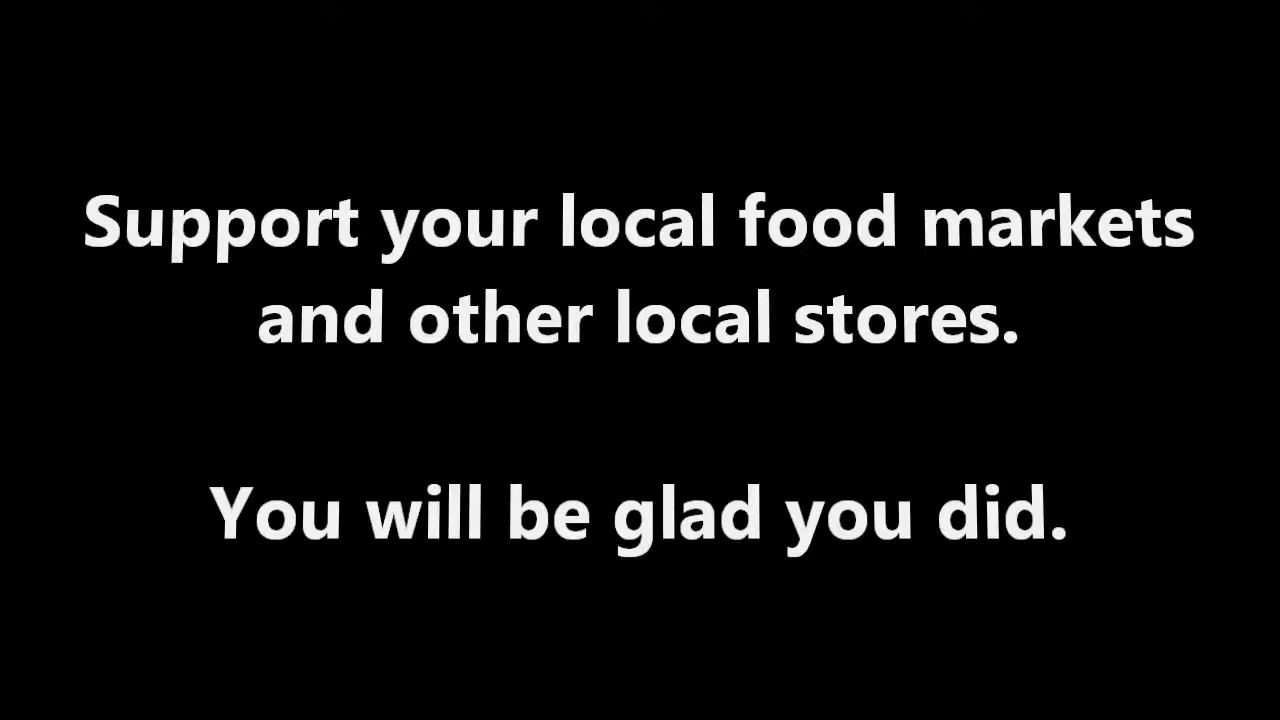 Support your local food markets
and other local stores.
You will be glad you did.